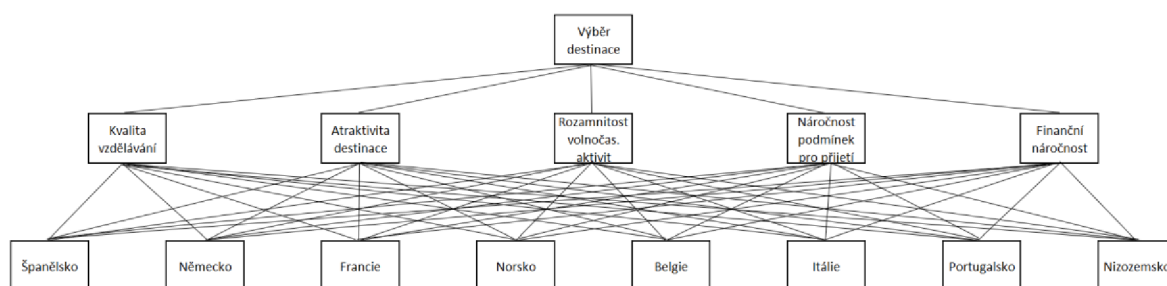 Výběr
destinace
Kvalita
vzdělávání
Atraktivita
destinace
Rozamnitost
volnočas.
aktivit
Náročnost
podmínek
pro přijetí
Finanční
náročnost
Španělsko
Německo
Francie
Norsko
Belgie
Itálie
Portugalsko
Nizozemsko